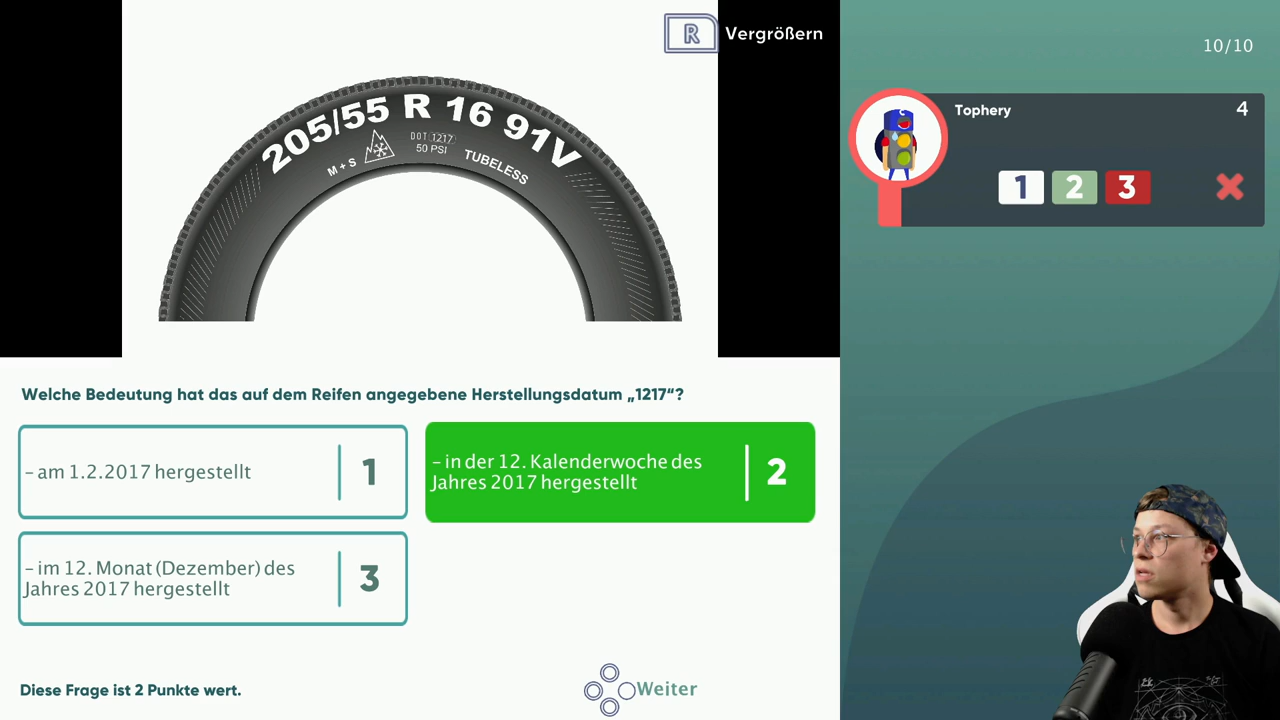 R Vergrößern
10/10
205/55 R 16 91V
M + S
DOT 1217
50 PSI
TUBELESS
Tophery 4
1 2 3
Welche Bedeutung hat das auf dem Reifen angegebene Herstellungsdatum „1217“?
– am 1.2.2017 hergestellt 1
– in der 12. Kalenderwoche des
Jahres 2017 hergestellt
2
– im 12. Monat (Dezember) des
Jahres 2017 hergestellt
3
Diese Frage ist 2 Punkte wert.
Weiter